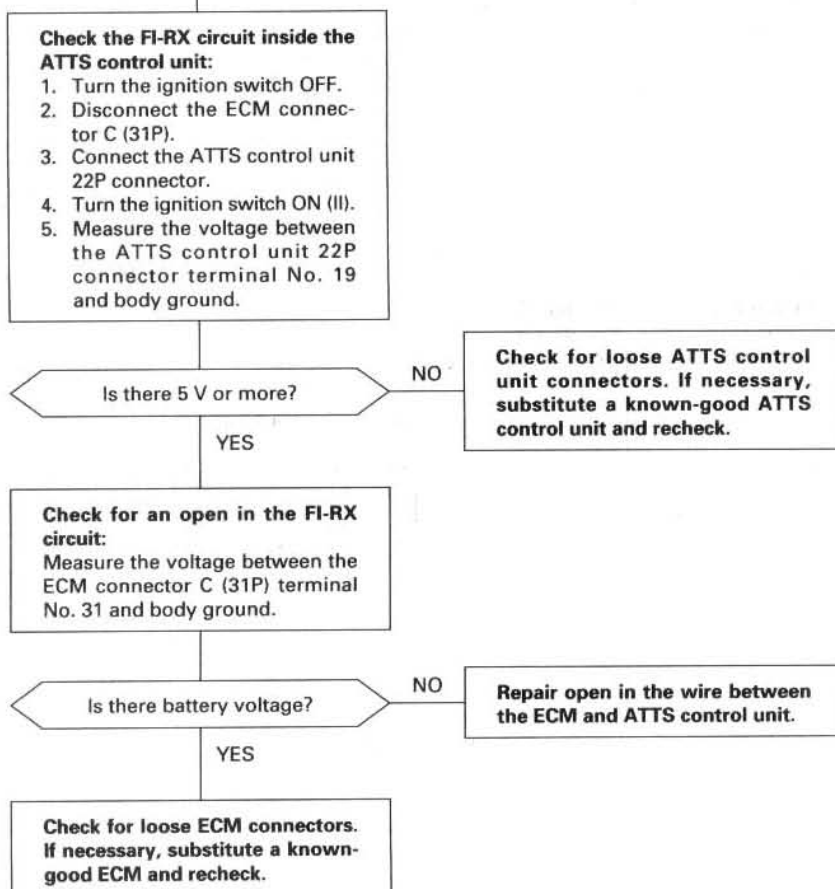 Check the FI-RX circuit inside the
ATTS control unit:
1. Turn the ignition switch OFF.
2. Disconnect the ECM connec-
tor C (31P).
3. Connect the ATTS control unit
22P connector.
4. Turn the ignition switch ON (II).
5. Measure the voltage between
the ATTS control unit 22P
connector terminal No. 19
and body ground.
Is there 5 V or more?
NO
Check for loose ATTS control
unit connectors. If necessary,
substitute a known-good ATTS
control unit and recheck.
YES
Check for an open in the FI-RX
circuit:
Measure the voltage between the
ECM connector C (31P) terminal
No. 31 and body ground.
Is there battery voltage?
NO
Repair open in the wire between
the ECM and ATTS control unit.
YES
Check for loose ECM connectors.
If necessary, substitute a known-
good ECM and recheck.